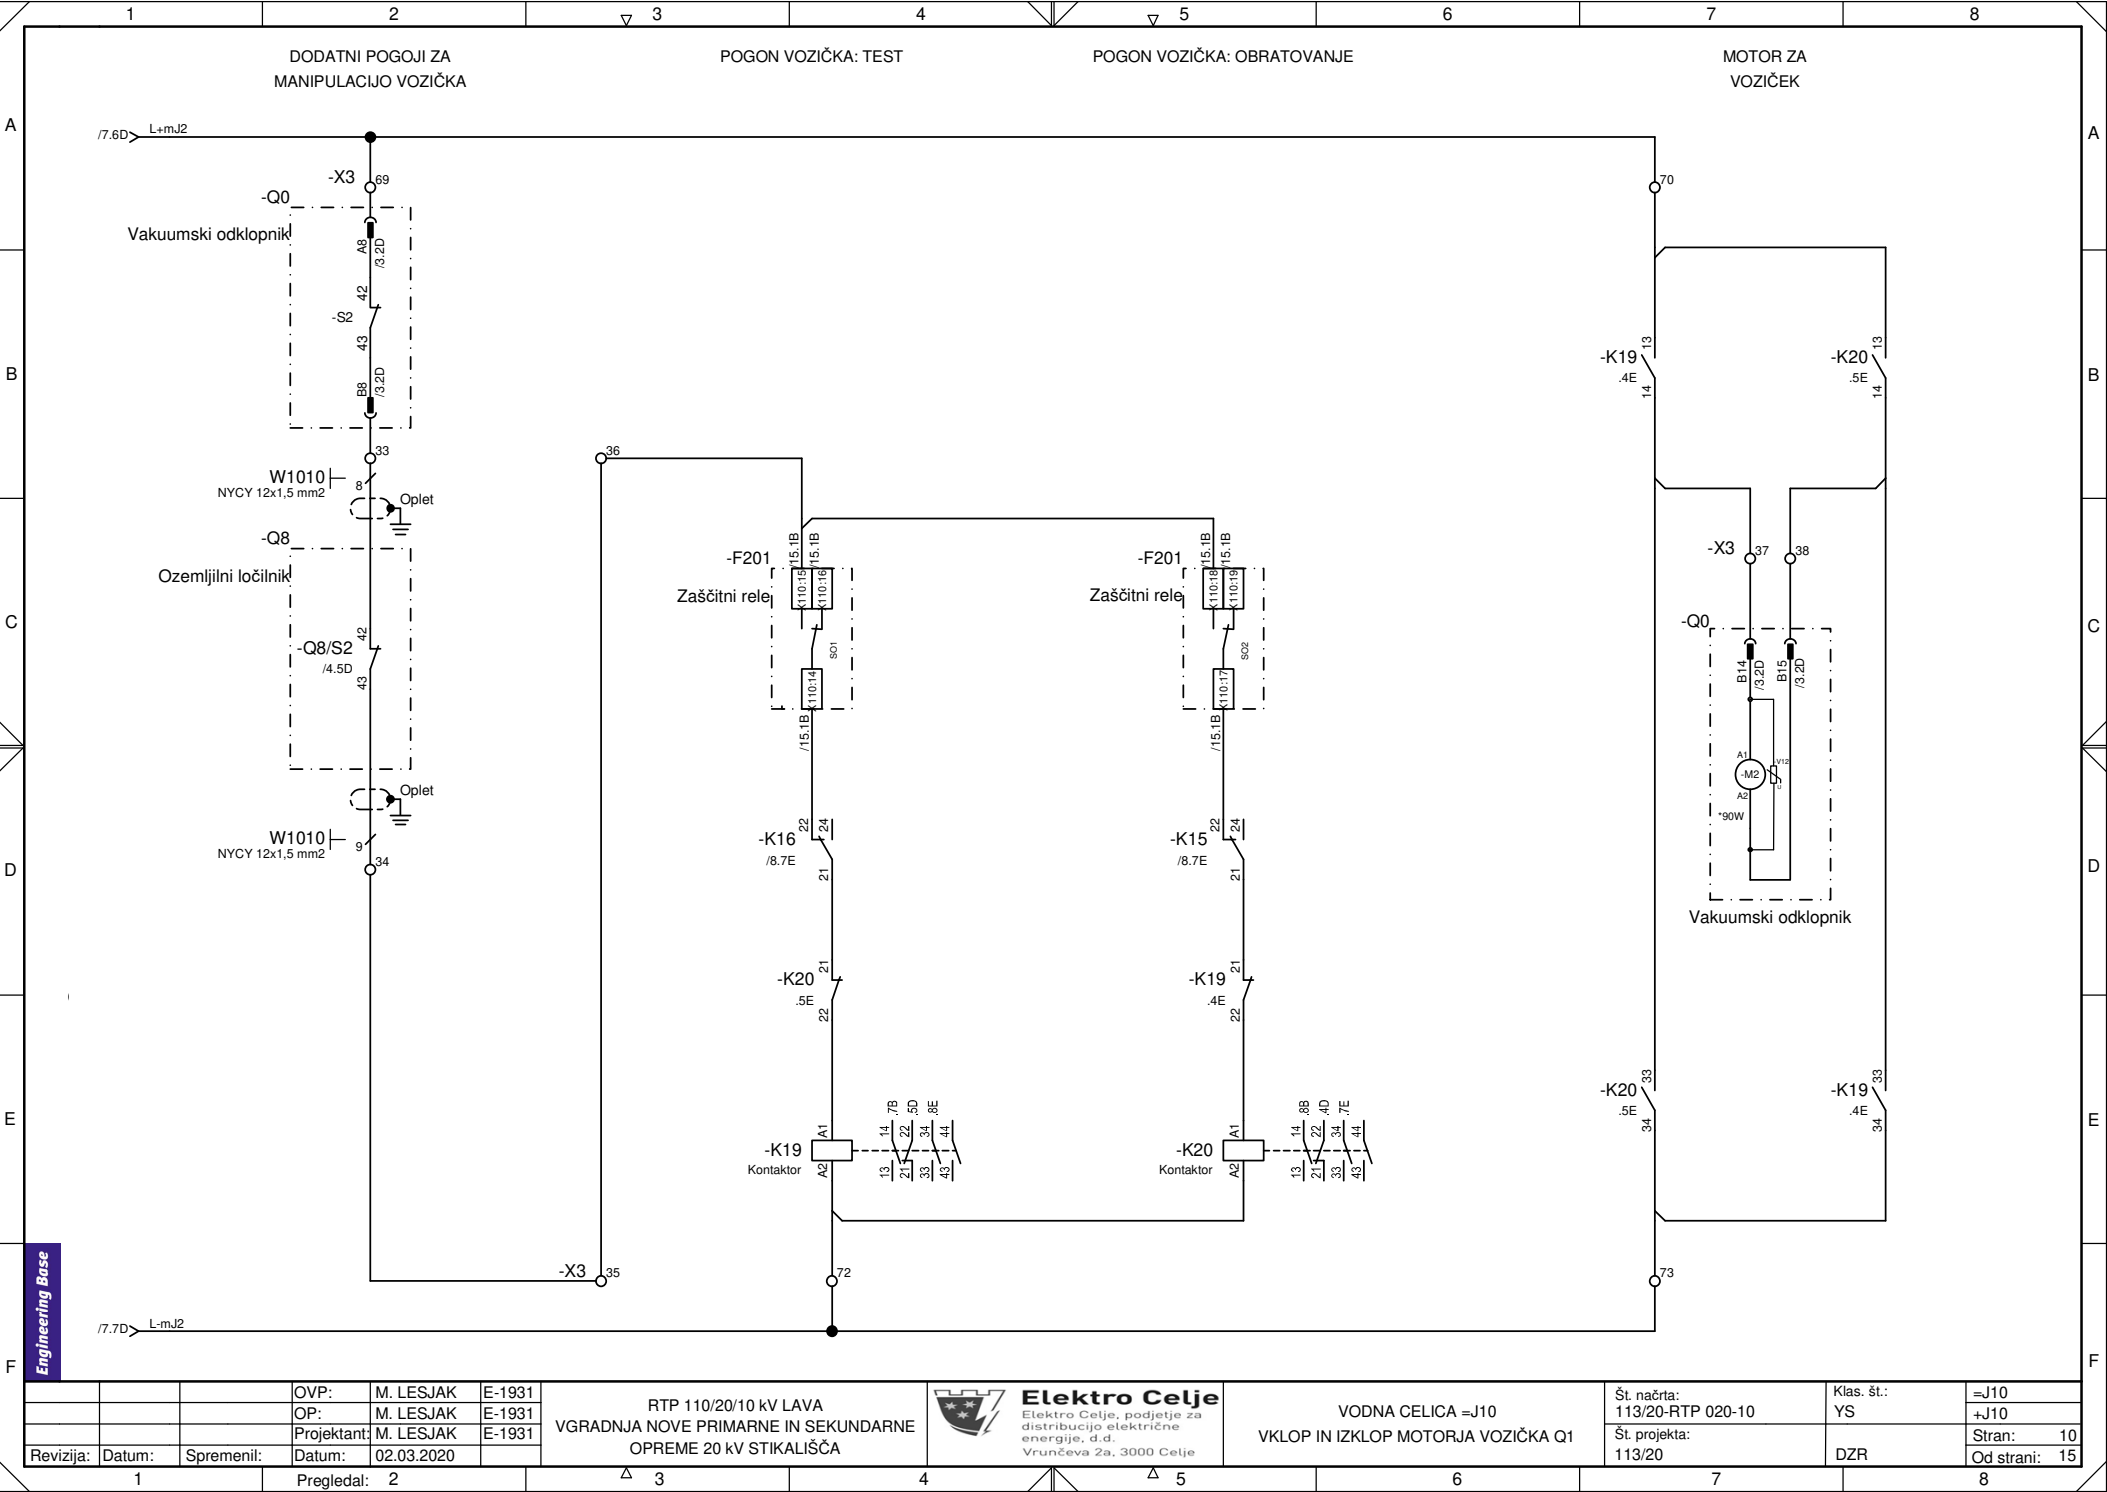 1 2 3 4 5 6 7 8
DODATNI POGOJI ZA
MANIPULACIJO VOZIČKA
POGON VOZIČKA: TEST
POGON VOZIČKA: OBRATOVANJE
MOTOR ZA
VOZIČEK
A
A
/7.6D
L+mJ2
-X3
69
70
-Q0
Vakuumski odklopnik
A8
/3.2D
42
-S2
43
B8
/3.2D
B
B
-K19
.4E
13
14
-K20
.5E
13
14
33
36
W1010
NYCY 12x1,5 mm2
8
Oplet
-Q8
Ozemljilni ločilnik
42
-Q8/S2
/4.5D
43
-F201
Zaščitni rele
/15.1B
/15.1B
X110:15
X110:16
SO1
X110:14
/15.1B
-F201
Zaščitni rele
/15.1B
/15.1B
X110:18
X110:19
SO2
X110:17
/15.1B
C
C
-X3
37
38
-Q0
B14
/3.2D
B15
/3.2D
A1
-M2
A2
-V12
U
*90W
Vakuumski odklopnik
Oplet
W1010
NYCY 12x1,5 mm2
9
34
D
D
-K16
/8.7E
22
24
21
-K15
/8.7E
22
24
21
-K20
.5E
21
22
-K19
.4E
21
22
E
E
-K19
Kontaktor
A1
A2
14
22
34
44
13
21
33
43
.7B
.5D
.8E
-K20
Kontaktor
A1
A2
14
22
34
44
13
21
33
43
.8B
.4D
.7E
-K20
.5E
33
34
-K19
.4E
33
34
-X3
35
72
73
/7.7D
L-mJ2
F
F
Engineering Base
OVP: M. LESJAK E-1931
OP: M. LESJAK E-1931
Projektant: M. LESJAK E-1931
Revizija: Datum: Spremenil: Datum: 02.03.2020
RTP 110/20/10 kV LAVA
VGRADNJA NOVE PRIMARNE IN SEKUNDARNE
OPREME 20 kV STIKALIŠČA
Elektro Celje
Elektro Celje, podjetje za
distribucijo električne
energije, d.d.
Vrunčeva 2a, 3000 Celje
VODNA CELICA =J10
VKLOP IN IZKLOP MOTORJA VOZIČKA Q1
Št. načrta:
113/20-RTP 020-10
Št. projekta:
113/20
Klas. št.:
YS
DZR
=J10
+J10
Stran: 10
Od strani: 15
1 Pregledal: 2 3 4 5 6 7 8